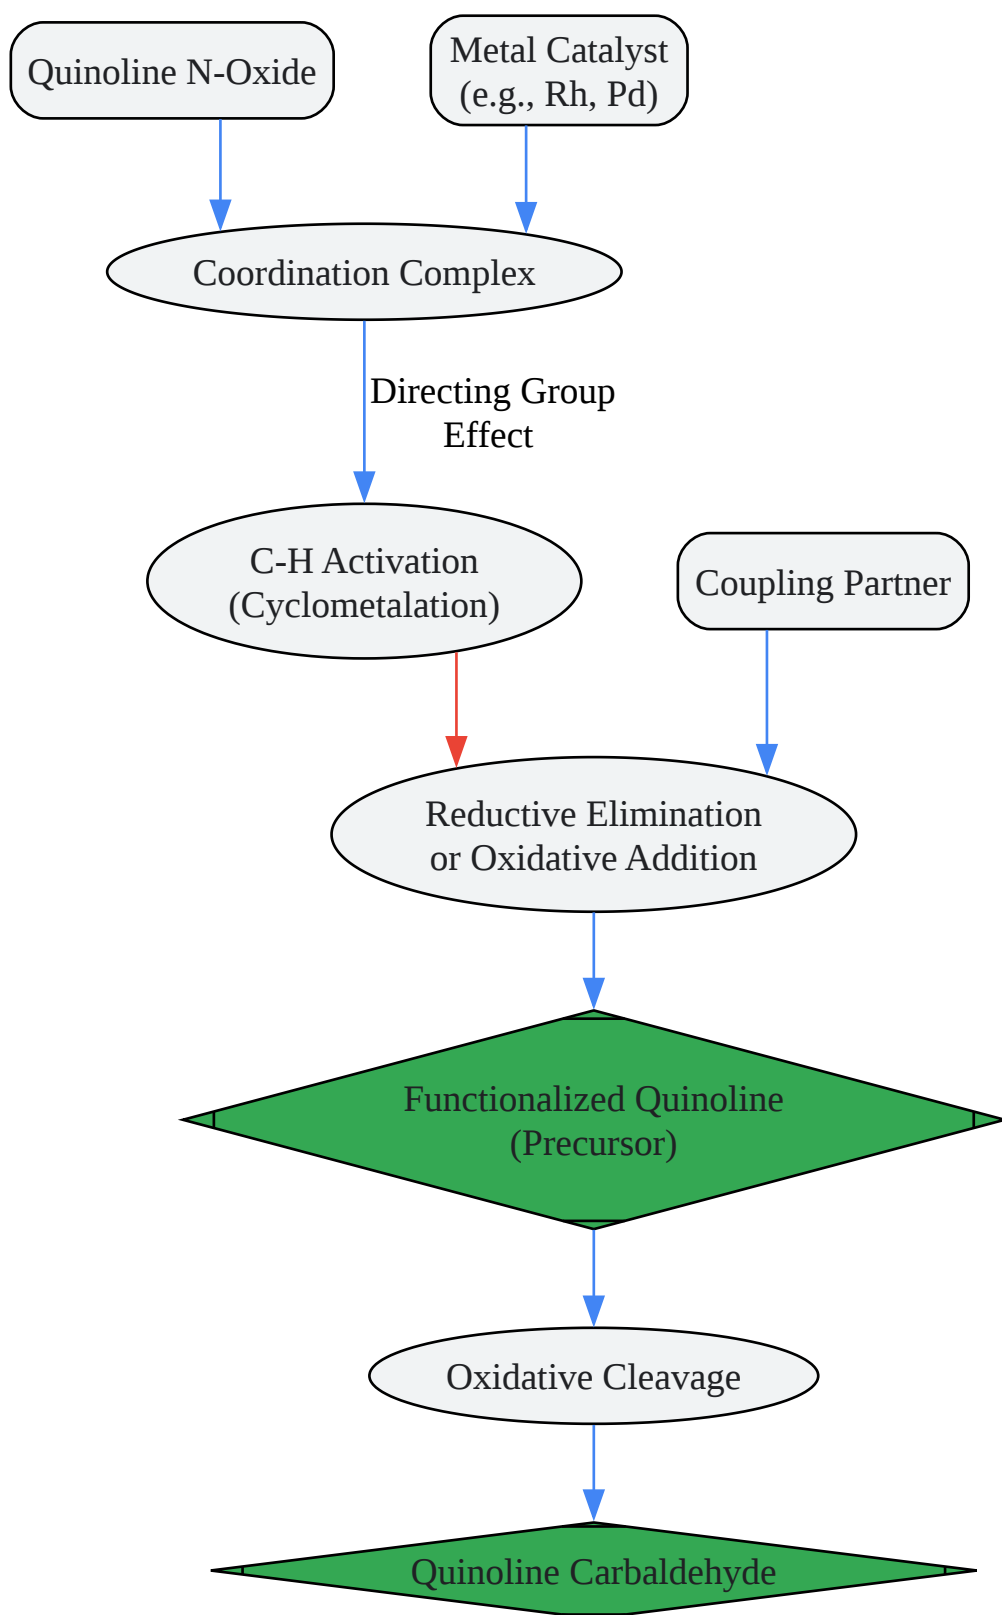 Quinoline N-Oxide
Metal Catalyst
(e.g., Rh, Pd)
Coordination Complex
Directing Group
Effect
C-H Activation
(Cyclometalation)
Coupling Partner
Reductive Elimination
or Oxidative Addition
Functionalized Quinoline
(Precursor)
Oxidative Cleavage
Quinoline Carbaldehyde